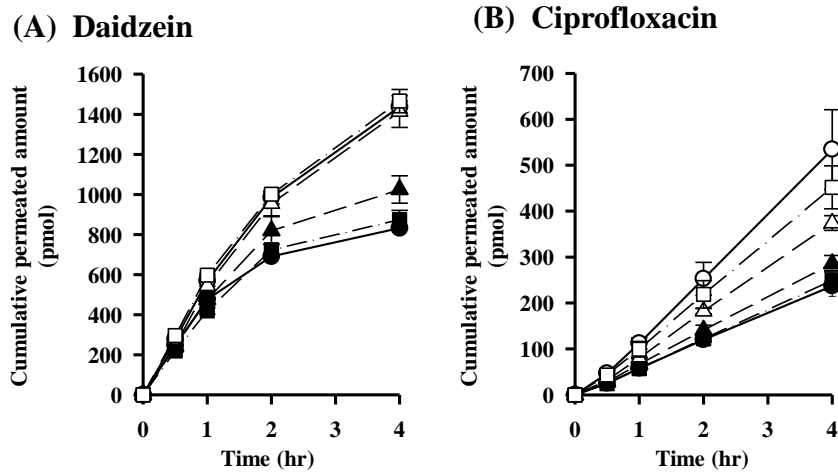 (A) Daidzein
Cumulative permeated amount
(pmol)
1600
1400
1200
1000
800
600
400
200
0
0 1 2 3 4
Time (hr)
(B) Ciprofloxacin
Cumulative permeated amount
(pmol)
700
600
500
400
300
200
100
0
0 1 2 3 4
Time (hr)